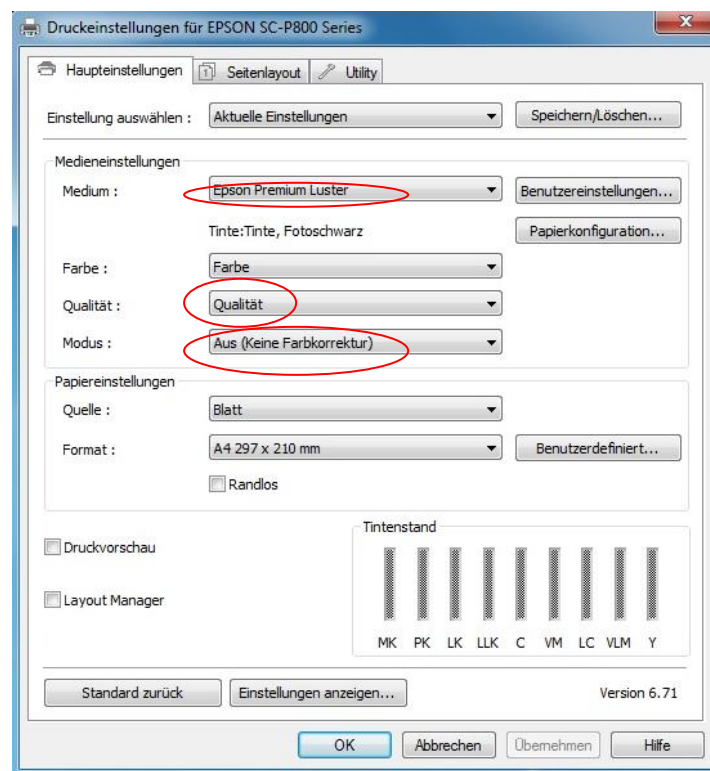 Druckeinstellungen für EPSON SC-P800 Series
Haupteinstellungen
Seitenlayout
Utility
Einstellung auswählen : Aktuelle Einstellungen Speichern/Löschen...
Medieneinstellungen
Medium : Epson Premium Luster Benutzereinstellungen...
Tinte:Tinte, Fotoschwarz Papierkonfiguration...
Farbe : Farbe
Qualität : Qualität
Modus : Aus (Keine Farbkorrektur)
Papiereinstellungen
Quelle : Blatt
Format : A4 297 x 210 mm Benutzerdefiniert...
Randlos
Tintenstand
Druckvorschau
Layout Manager
MK PK LK LLK C VM LC VLM Y
Standard zurück Einstellungen anzeigen... Version 6.71
OK Abbrechen Übernehmen Hilfe